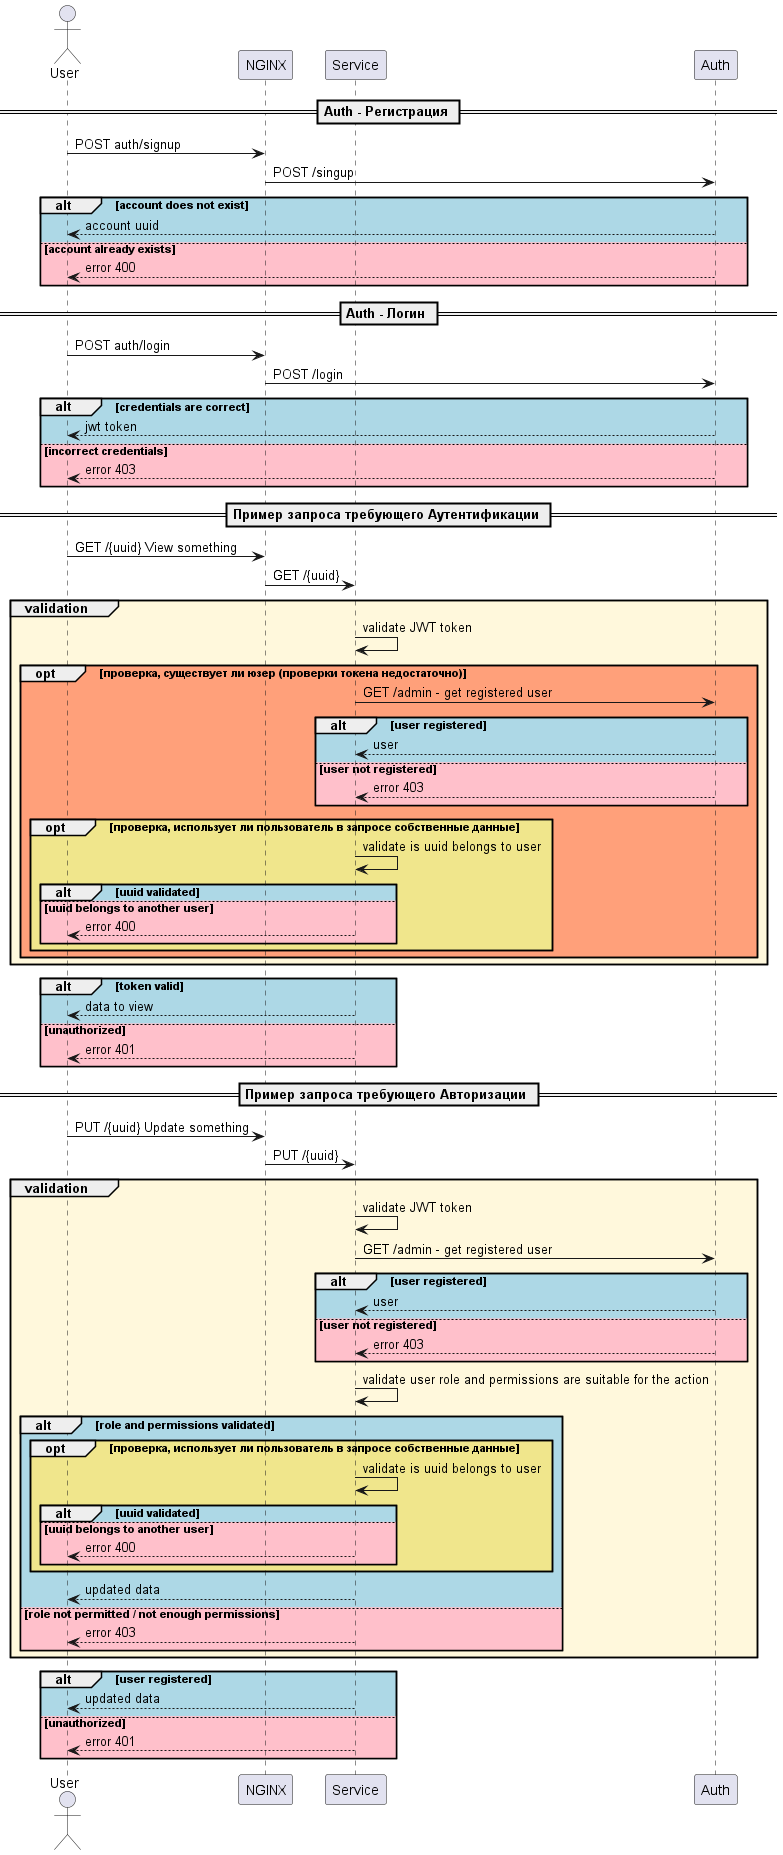 User
NGINX
Service
Auth
Auth - Регистрация
POST auth/signup
POST /singup
alt
[account does not exist]
account uuid
[account already exists]
error 400
Auth - Логин
POST auth/login
POST /login
alt
[credentials are correct]
jwt token
[incorrect credentials]
error 403
Пример запроса требующего Аутентификации
GET /{uuid} View something
GET /{uuid}
validation
validate JWT token
opt
[проверка, существует ли юзер (проверки токена недостаточно)]
GET /admin - get registered user
alt
[user registered]
user
[user not registered]
error 403
opt
[проверка, использует ли пользователь в запросе собственные данные]
validate is uuid belongs to user
alt
[uuid validated]
[uuid belongs to another user]
error 400
alt
[token valid]
data to view
[unauthorized]
error 401
Пример запроса требующего Авторизации
PUT /{uuid} Update something
PUT /{uuid}
validation
validate JWT token
GET /admin - get registered user
alt
[user registered]
user
[user not registered]
error 403
validate user role and permissions are suitable for the action
alt
[role and permissions validated]
opt
[проверка, использует ли пользователь в запросе собственные данные]
validate is uuid belongs to user
alt
[uuid validated]
[uuid belongs to another user]
error 400
updated data
[role not permitted / not enough permissions]
error 403
alt
[user registered]
updated data
[unauthorized]
error 401
User
NGINX
Service
Auth